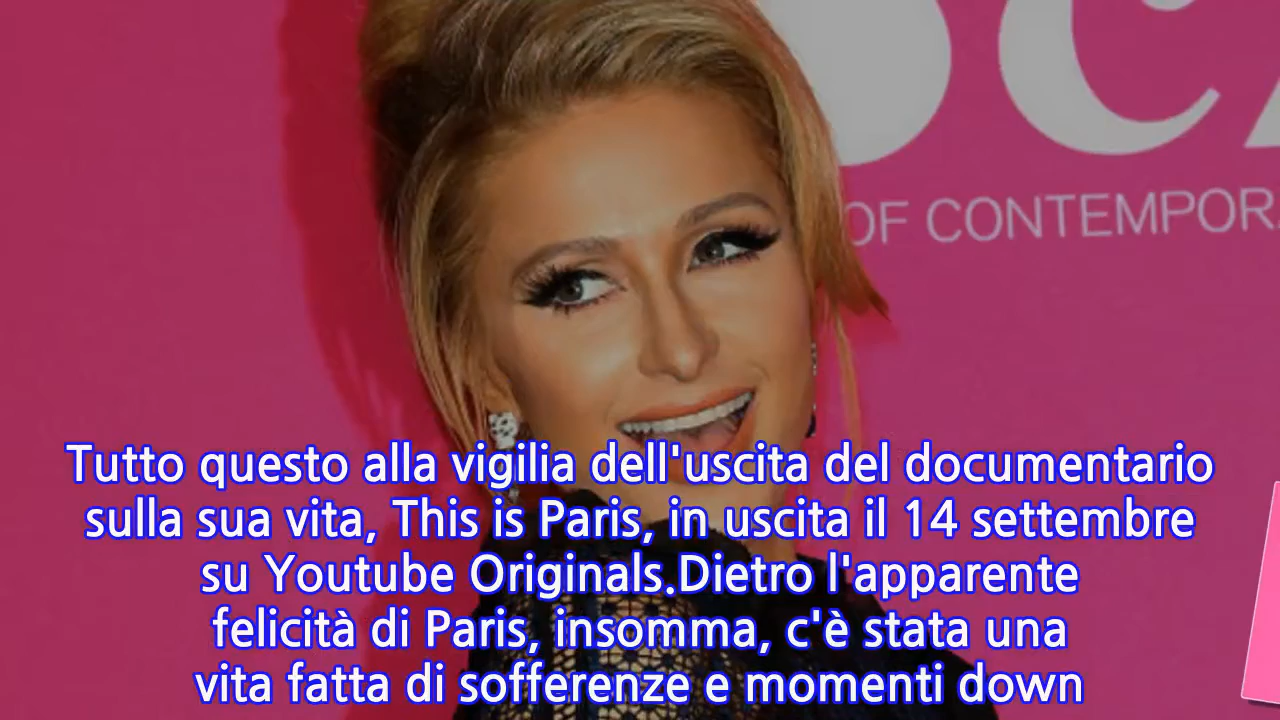 OF CONTEMPOR
Tutto questo alla vigilia dell'uscita del documentario
sulla sua vita, This is Paris, in uscita il 14 settembre
su Youtube Originals.Dietro l'apparente
felicità di Paris, insomma, c'è stata una
vita fatta di sofferenze e momenti down